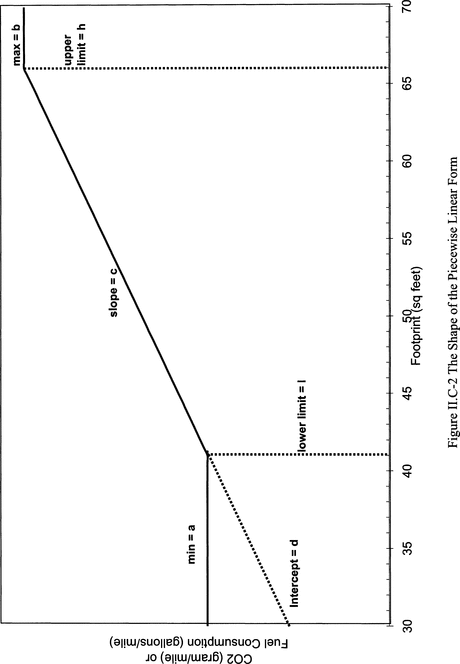 max = b
upper
limit = h
slope = c
lower limit = l
min = a
Intercept = d
CO2 (gram/mile) or
Fuel Consumption (gallons/mile)
30
35
40
45
50
55
60
65
70
Footprint (sq feet)
Figure II.C-2 The Shape of the Piecewise Linear Form